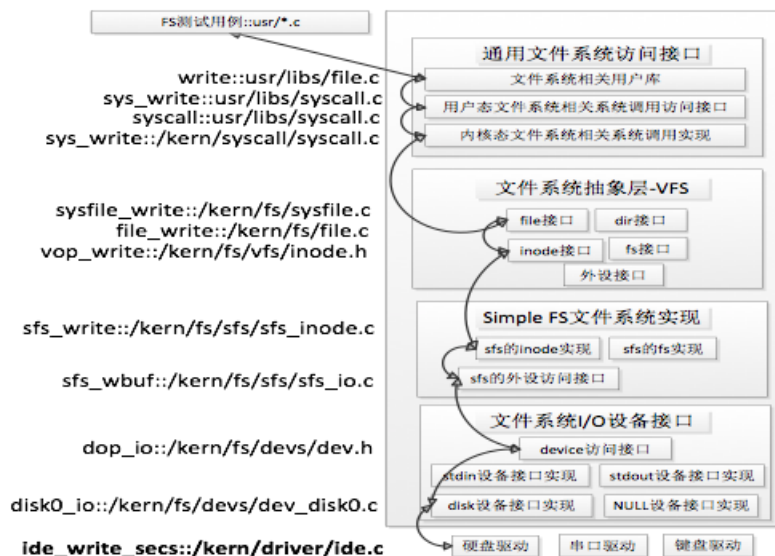 FS测试用例::usr/*.c
通用文件系统访问接口
write::usr/libs/file.c
文件系统相关用户库
sys_write::usr/libs/syscall.c
用户态文件系统相关系统调用访问接口
syscall::usr/libs/syscall.c
sys_write::/kern/syscall/syscall.c
内核态文件系统相关系统调用实现
文件系统抽象层-VFS
sysfile_write::/kern/fs/sysfile.c
file接口 dir接口
file_write::/kern/fs/file.c
vop_write::/kern/fs/vfs/inode.h
inode接口 fs接口
外设接口
Simple FS文件系统实现
sfs_write::/kern/fs/sfs/sfs_inode.c
sfs的inode实现 sfs的fs实现
sfs_wbuf::/kern/fs/sfs/sfs_io.c
sfs的外设访问接口
文件系统I/O设备接口
dop_io::/kern/fs/devs/dev.h
device访问接口
stdin设备接口实现 stdout设备接口实现
disk0_io::/kern/fs/devs/dev_disk0.c
disk设备接口实现 NULL设备接口实现
ide_write_secs::/kern/driver/ide.c
硬盘驱动 串口驱动 键盘驱动